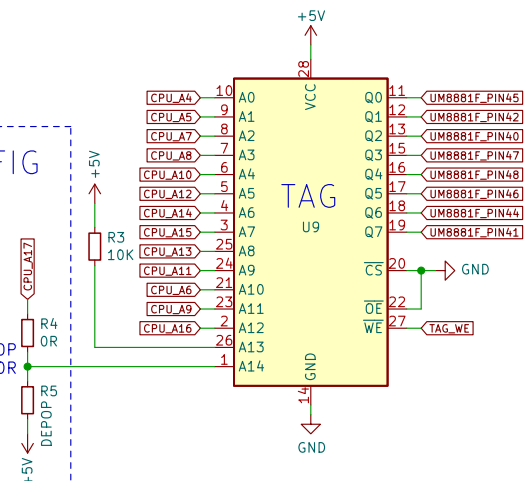 +5V
28
VCC
CPU_A4 10 A0 Q0 11 UM8881F_PIN45
CPU_A5 9 A1 Q1 12 UM8881F_PIN42
CPU_A7 8 A2 Q2 13 UM8881F_PIN40
CPU_A8 7 A3 Q3 15 UM8881F_PIN47
CPU_A10 6 A4 Q4 16 UM8881F_PIN48
CPU_A12 5 A5 Q5 17 UM8881F_PIN46
CPU_A14 4 A6 Q6 18 UM8881F_PIN44
CPU_A15 3 A7 Q7 19 UM8881F_PIN41
CPU_A13 25 A8
CPU_A11 24 A9 CS 20 GND
CPU_A6 21 A10
CPU_A9 23 A11 OE 22
CPU_A16 2 A12 WE 27 TAG_WE
26 A13
1 A14
TAG
U9
GND
14
GND
FIG
+5V
R3
10K
CPU_A17
R4
0R
OP
0R
R5
DEPOP
+5V